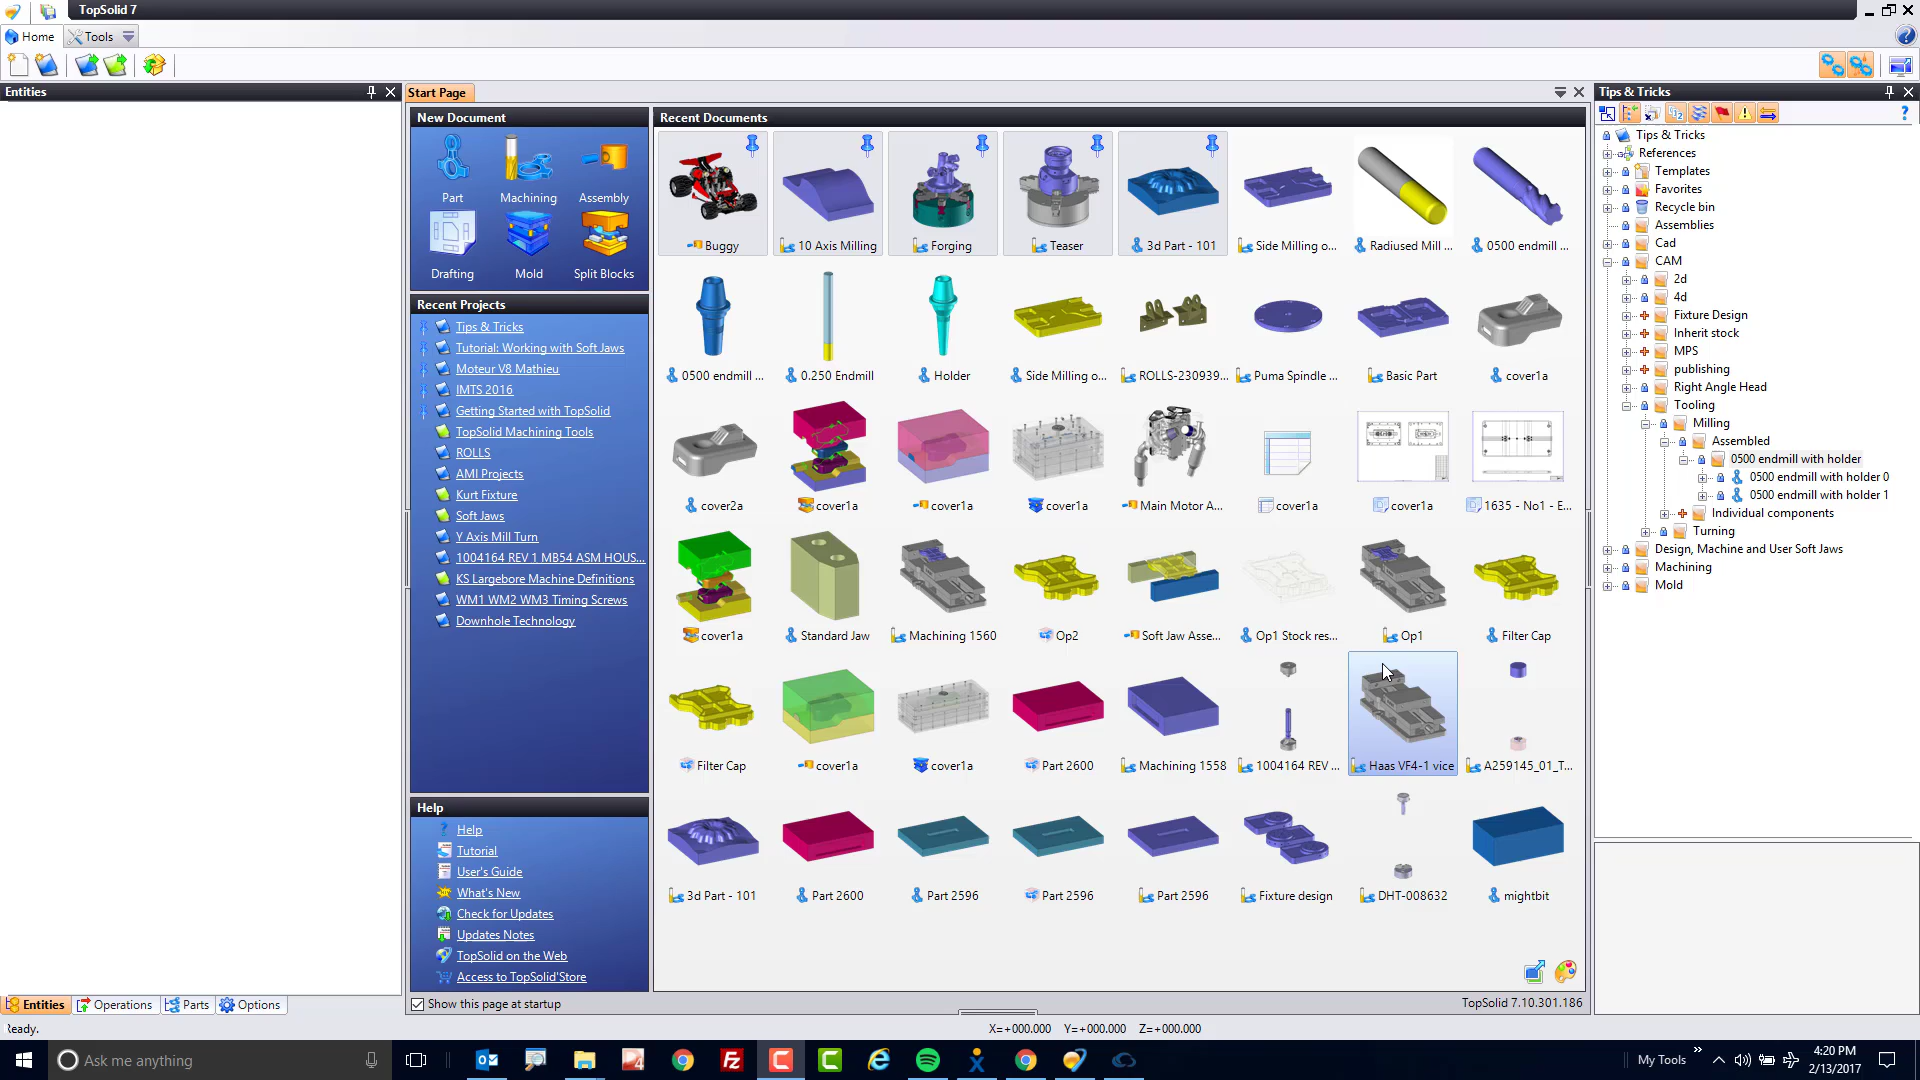 TopSolid 7
Home
Tools
Entities
Start Page
Tips & Tricks
New Document
Part
Machining
Assembly
Drafting
Mold
Split Blocks
Recent Projects
Tips & Tricks
Tutorial: Working with Soft Jaws
Moteur V8 Mathieu
IMTS 2016
Getting Started with TopSolid
TopSolid Machining Tools
ROLLS
AMI Projects
Kurt Fixture
Soft Jaws
Y Axis Mill Turn
1004164 REV 1 MB54 ASM HOUS...
KS Largebore Machine Definitions
WM1 WM2 WM3 Timing Screws
Downhole Technology
Help
Help
Tutorial
User's Guide
What's New
Check for Updates
Updates Notes
TopSolid on the Web
Access to TopSolid'Store
Recent Documents
Buggy
10 Axis Milling
Forging
Teaser
3d Part - 101
Side Milling o...
Radiused Mill ...
0500 endmill ...
0500 endmill ...
0.250 Endmill
Holder
Side Milling o...
ROLLS-230939...
Puma Spindle ...
Basic Part
cover1a
cover2a
cover1a
cover1a
cover1a
Main Motor A...
cover1a
cover1a
1635 - No1 - E...
cover1a
Standard Jaw
Machining 1560
Op2
Soft Jaw Asse...
Op1 Stock res...
Op1
Filter Cap
Filter Cap
cover1a
cover1a
Part 2600
Machining 1558
1004164 REV ...
Haas VF4-1 vice
A259145_01_T...
3d Part - 101
Part 2600
Part 2596
Part 2596
Part 2596
Fixture design
DHT-008632
mightbit
Tips & Tricks
References
Templates
Favorites
Recycle bin
Assemblies
Cad
CAM
2d
4d
Fixture Design
Inherit stock
MPS
publishing
Right Angle Head
Tooling
Milling
Assembled
0500 endmill with holder
0500 endmill with holder 0
0500 endmill with holder 1
Individual components
Turning
Design, Machine and User Soft Jaws
Machining
Mold
Entities
Operations
Parts
Options
Show this page at startup
TopSolid 7.10.301.186
Ready.
X=+000.000 Y=+000.000 Z=+000.000
Ask me anything
My Tools
4:20 PM
2/13/2017